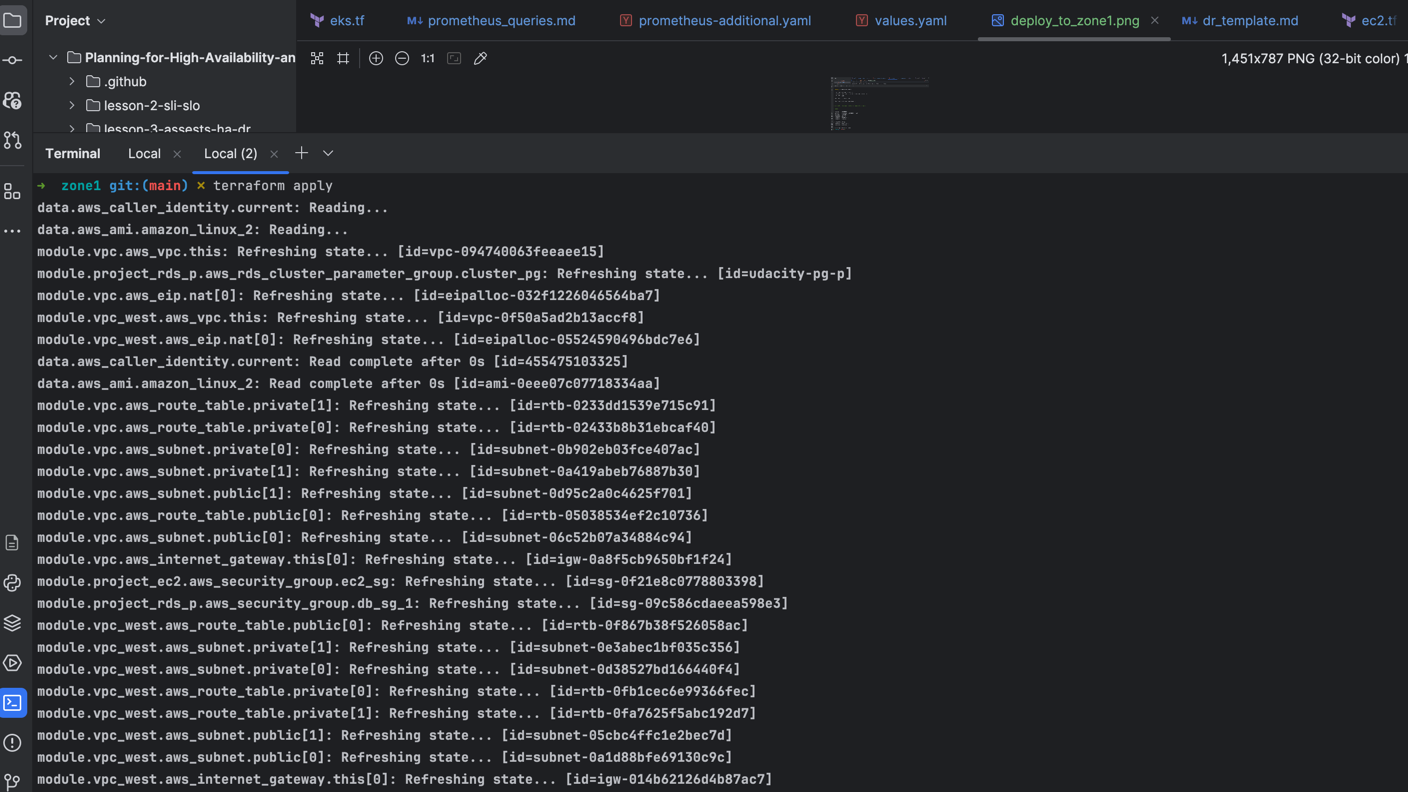 Project
eks.tf
prometheus_queries.md
prometheus-additional.yaml
values.yaml
deploy_to_zone1.png
dr_template.md
ec2.tf
Planning-for-High-Availability-an
1:1
1,451x787 PNG (32-bit color) 1
.github
lesson-2-sli-slo
lesson-3-assests-ha-dr
Terminal
Local
Local (2)
→ zone1 git:(main) × terraform apply
data.aws_caller_identity.current: Reading...
data.aws_ami.amazon_linux_2: Reading...
module.vpc.aws_vpc.this: Refreshing state... [id=vpc-094740063feeaee15]
module.project_rds_p.aws_rds_cluster_parameter_group.cluster_pg: Refreshing state... [id=udacity-pg-p]
module.vpc.aws_eip.nat[0]: Refreshing state... [id=eipalloc-032f1226046564ba7]
module.vpc_west.aws_vpc.this: Refreshing state... [id=vpc-0f50a5ad2b13accf8]
module.vpc_west.aws_eip.nat[0]: Refreshing state... [id=eipalloc-05524590496bdc7e6]
data.aws_caller_identity.current: Read complete after 0s [id=455475103325]
data.aws_ami.amazon_linux_2: Read complete after 0s [id=ami-0eee07c07718334aa]
module.vpc.aws_route_table.private[1]: Refreshing state... [id=rtb-0233dd1539e715c91]
module.vpc.aws_route_table.private[0]: Refreshing state... [id=rtb-02433b8b31ebcaf40]
module.vpc.aws_subnet.private[0]: Refreshing state... [id=subnet-0b902eb03fce407ac]
module.vpc.aws_subnet.private[1]: Refreshing state... [id=subnet-0a419abeb76887b30]
module.vpc.aws_subnet.public[1]: Refreshing state... [id=subnet-0d95c2a0c4625f701]
module.vpc.aws_route_table.public[0]: Refreshing state... [id=rtb-05038534ef2c10736]
module.vpc.aws_subnet.public[0]: Refreshing state... [id=subnet-06c52b07a34884c94]
module.vpc.aws_internet_gateway.this[0]: Refreshing state... [id=igw-0a8f5cb9650bf1f24]
module.project_ec2.aws_security_group.ec2_sg: Refreshing state... [id=sg-0f21e8c0778803398]
module.project_rds_p.aws_security_group.db_sg_1: Refreshing state... [id=sg-09c586cdaeea598e3]
module.vpc_west.aws_route_table.public[0]: Refreshing state... [id=rtb-0f867b38f526058ac]
module.vpc_west.aws_subnet.private[1]: Refreshing state... [id=subnet-0e3abec1bf035c356]
module.vpc_west.aws_subnet.private[0]: Refreshing state... [id=subnet-0d38527bd166440f4]
module.vpc_west.aws_route_table.private[0]: Refreshing state... [id=rtb-0fb1cec6e99366fec]
module.vpc_west.aws_route_table.private[1]: Refreshing state... [id=rtb-0fa7625f5abc192d7]
module.vpc_west.aws_subnet.public[1]: Refreshing state... [id=subnet-05cbc4ffc1e2bec7d]
module.vpc_west.aws_subnet.public[0]: Refreshing state... [id=subnet-0a1d88bfe69130c9c]
module.vpc_west.aws_internet_gateway.this[0]: Refreshing state... [id=igw-014b62126d4b87ac7]